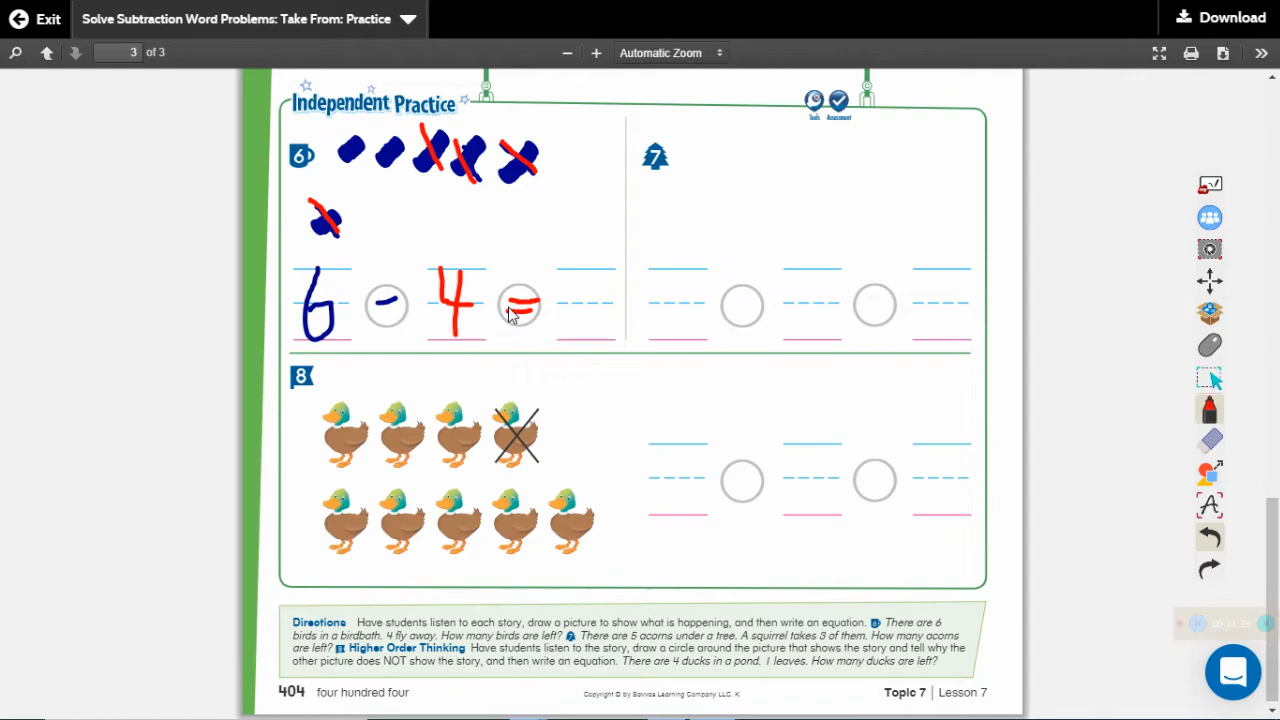 Exit
Solve Subtraction Word Problems: Take From: Practice
Download
3 of 3
Automatic Zoom
Independent Practice
Tools
Assessment
6
7
6 - 4 =
8
Directions Have students listen to each story, draw a picture to show what is happening, and then write an equation. 6 There are 6
birds in a birdbath. 4 fly away. How many birds are left? 7 There are 5 acorns under a tree. A squirrel takes 3 of them. How many acorns
are left? 8 Higher Order Thinking Have students listen to the story, draw a circle around the picture that shows the story and tell why the
other picture does NOT show the story, and then write an equation. There are 4 ducks in a pond. 1 leaves. How many ducks are left?
404 four hundred four
Copyright © by Savvas Learning Company LLC. K
Topic 7 | Lesson 7